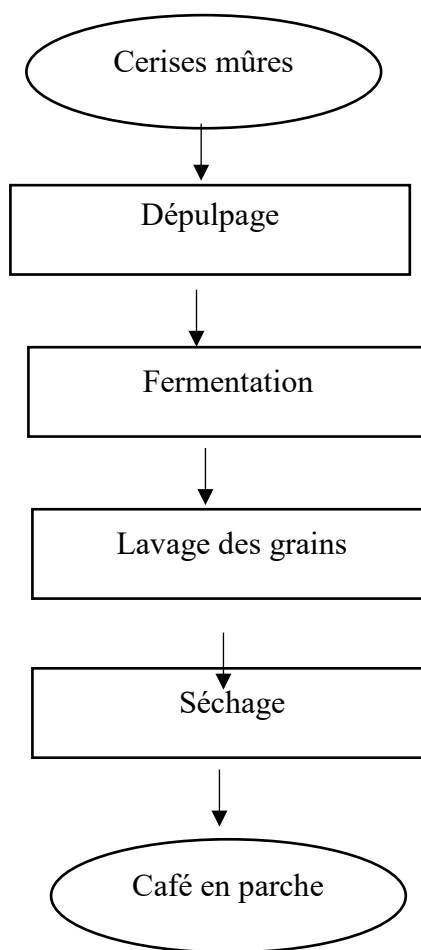 Cerises mûres
Dépulpage
Fermentation
Lavage des grains
Séchage
Café en parche